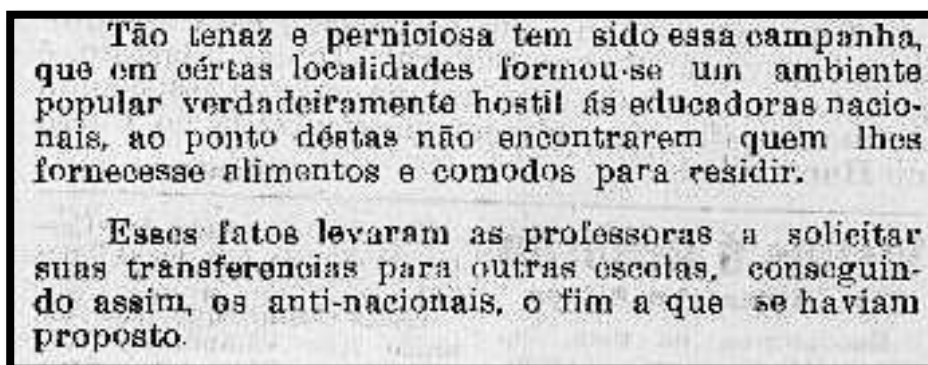 Tão tenaz e perniciosa tem sido essa campanha,
que em cértas localidades formou-se um ambiente
popular verdadeiramente hostil ás educadoras nacio-
nais, ao ponto déstas não encontrarem quem lhes
fornecesse alimentos e comodos para residir.
Esses fatos levaram as professoras a solicitar
suas transferencias para outras escolas, conseguin-
do assim, os anti-nacionais, o fim a que se haviam
proposto.